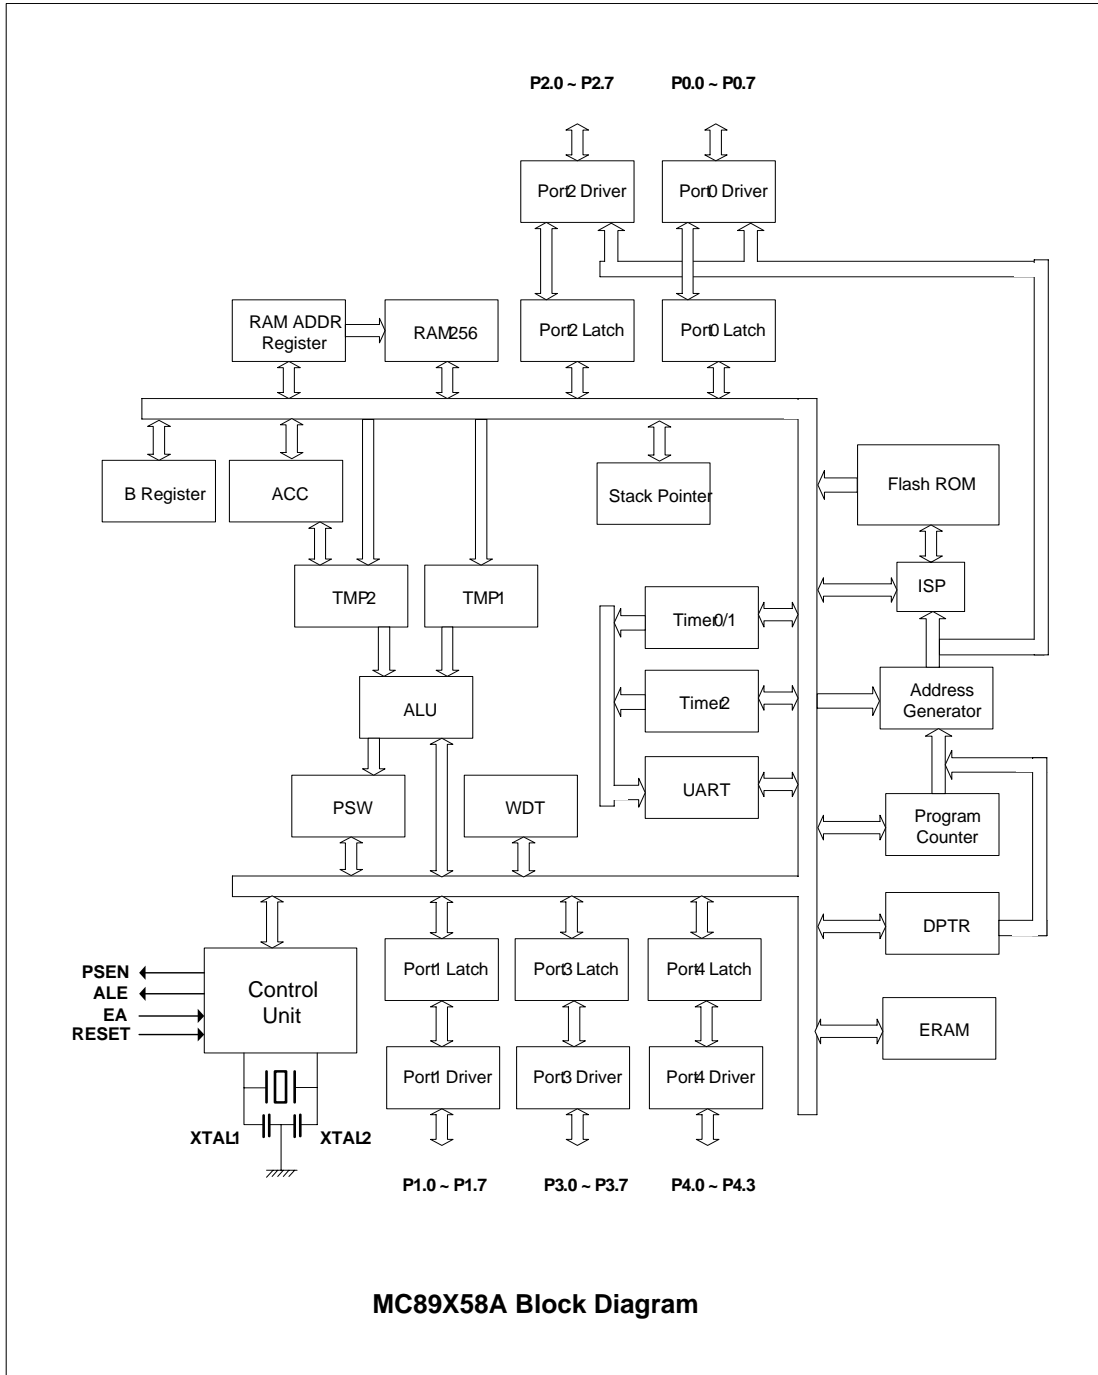 P2.0 ~ P2.7
P0.0 ~ P0.7
Port2 Driver
Port0 Driver
RAM ADDR
Register
RAM256
Port2 Latch
Port0 Latch
B Register
ACC
Stack Pointer
Flash ROM
TMP2
TMP1
ISP
Timer0/1
ALU
Timer2
Address
Generator
PSW
WDT
UART
Program
Counter
DPTR
Port1 Latch
Port3 Latch
Port4 Latch
PSEN
ALE
EA
RESET
Control
Unit
ERAM
Port1 Driver
Port3 Driver
Port4 Driver
XTAL1
XTAL2
P1.0 ~ P1.7
P3.0 ~ P3.7
P4.0 ~ P4.3
MC89X58A Block Diagram